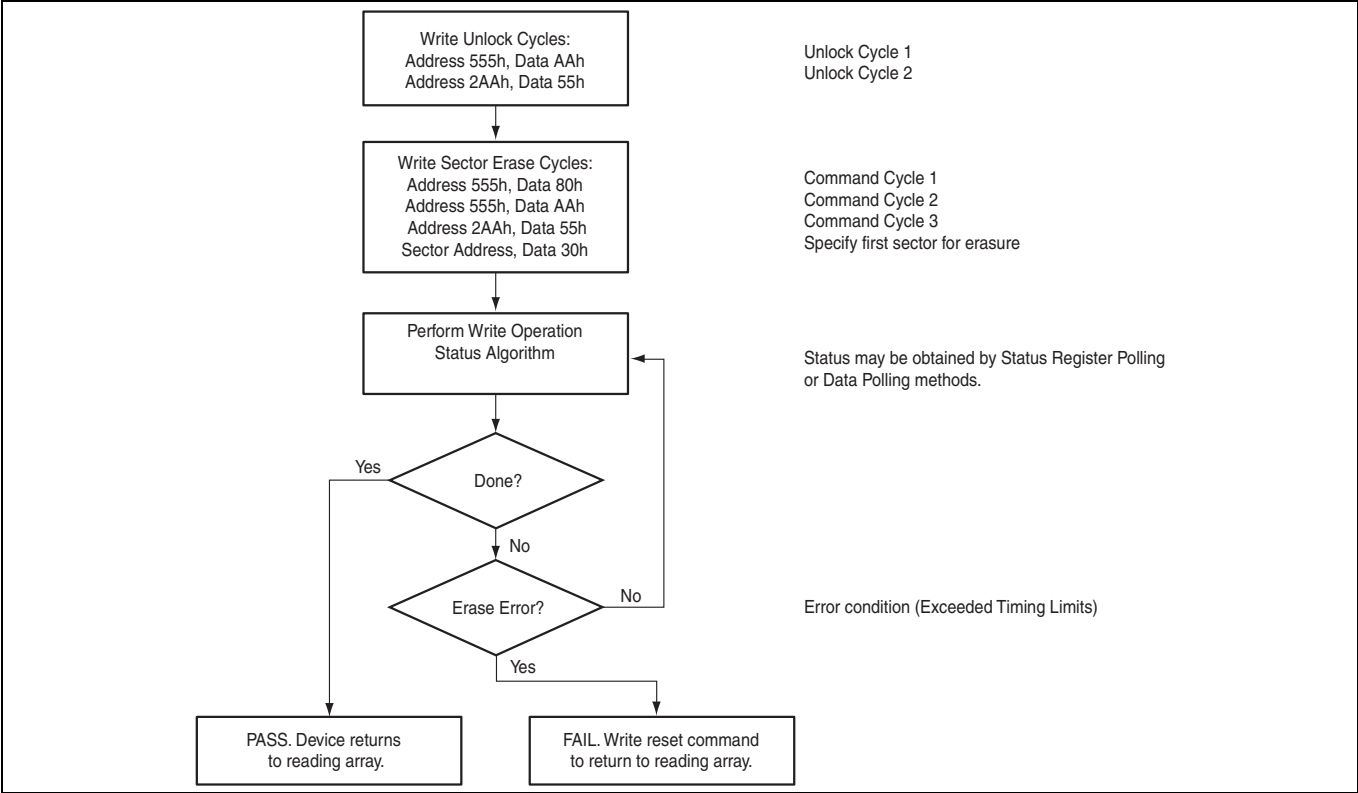 Write Unlock Cycles:
Address 555h, Data AAh
Address 2AAh, Data 55h
Unlock Cycle 1
Unlock Cycle 2
Write Sector Erase Cycles:
Address 555h, Data 80h
Address 555h, Data AAh
Address 2AAh, Data 55h
Sector Address, Data 30h
Command Cycle 1
Command Cycle 2
Command Cycle 3
Specify first sector for erasure
Perform Write Operation
Status Algorithm
Status may be obtained by Status Register Polling
or Data Polling methods.
Yes
Done?
No
Erase Error?
No
Error condition (Exceeded Timing Limits)
Yes
PASS. Device returns
to reading array.
FAIL. Write reset command
to return to reading array.